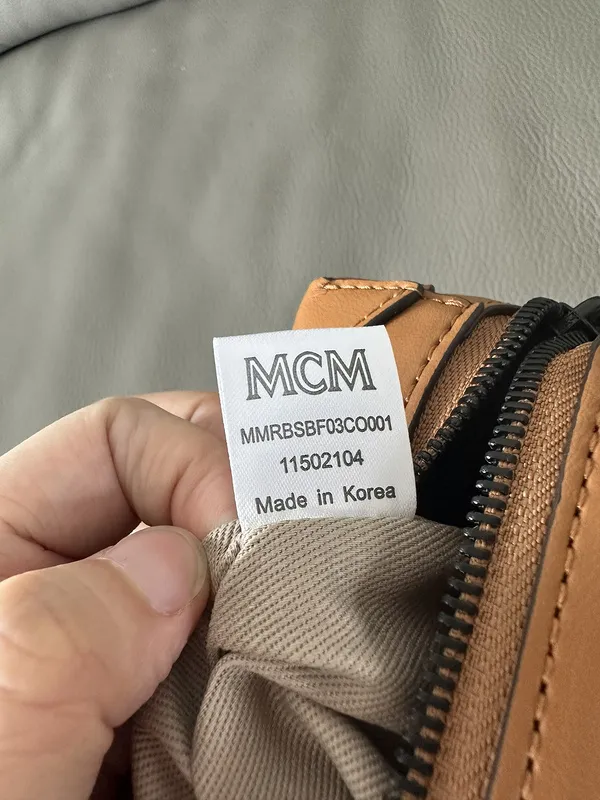 MCM
MMRBSBF03CO001
11502104
Made in Korea